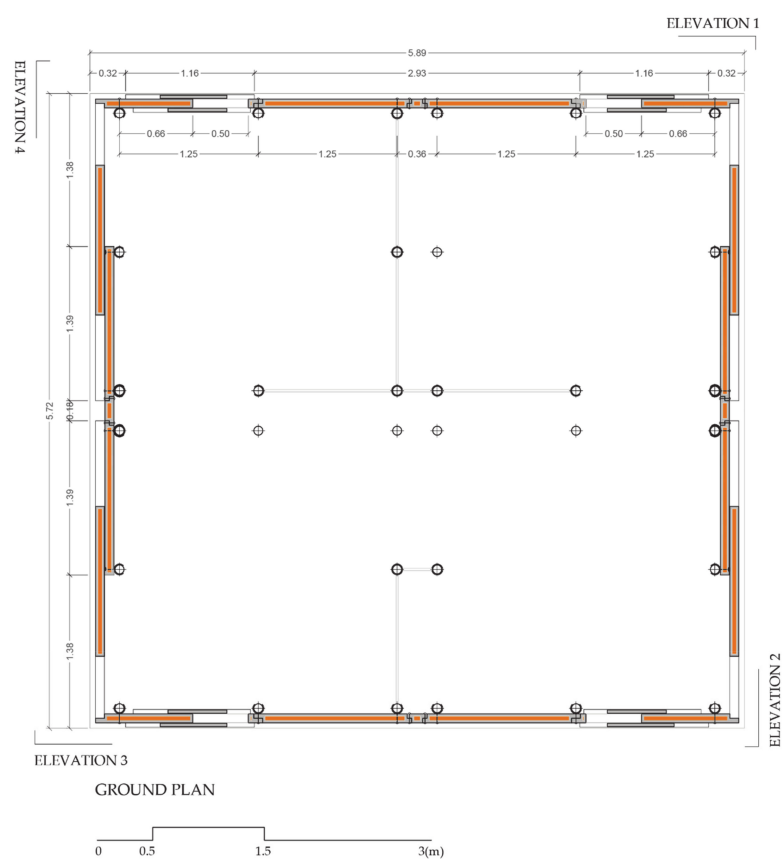 ELEVATION 1
5.89
0.32 1.16 2.93 1.16 0.32
ELEVATION 4
0.66 0.50 0.50 0.66
1.25 1.25 0.36 1.25 1.25
1.38
1.39
5.72
0.18
1.39
1.38
ELEVATION 2
ELEVATION 3
GROUND PLAN
0 0.5 1.5 3(m)